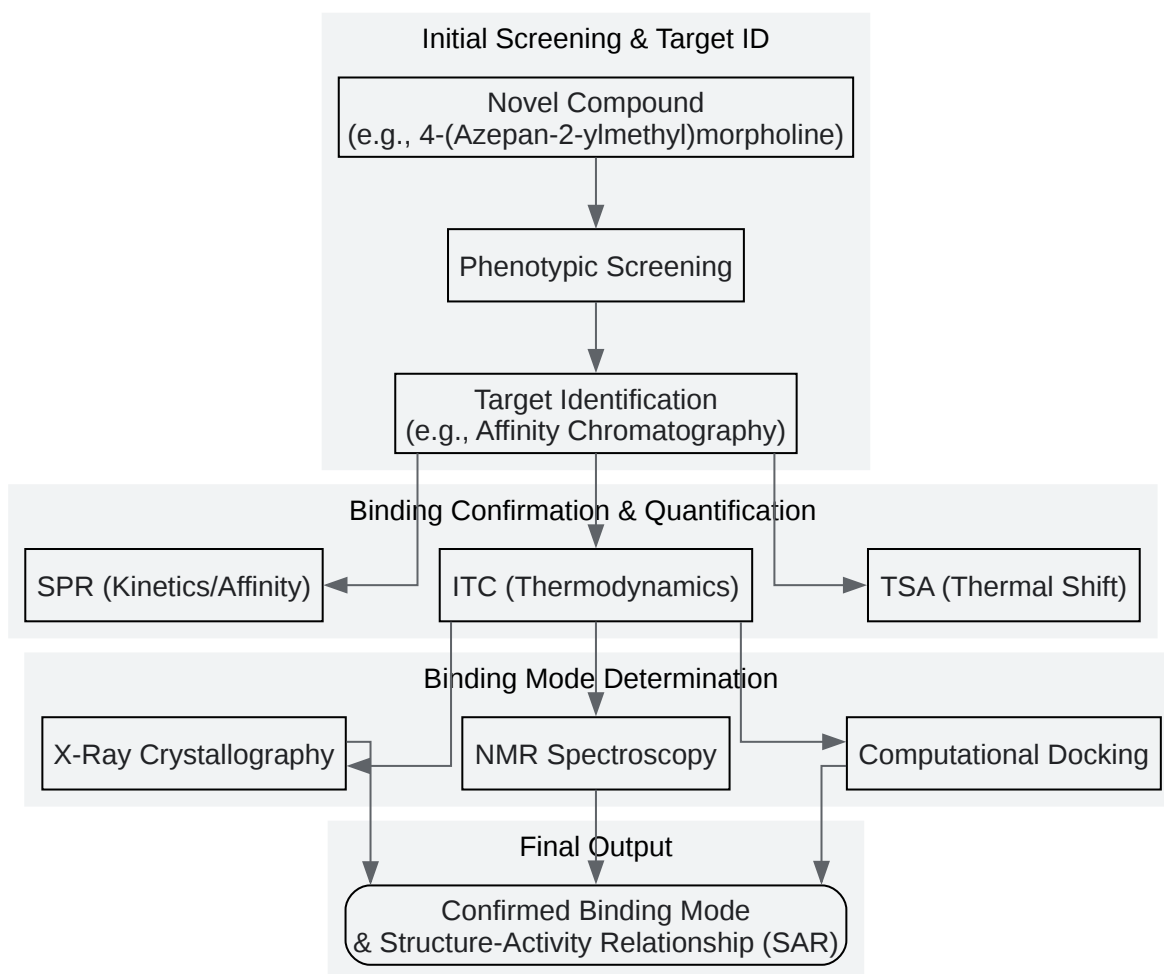 Initial Screening & Target ID
Novel Compound
(e.g., 4-(Azepan-2-ylmethyl)morpholine)
Phenotypic Screening
Target Identification
(e.g., Affinity Chromatography)
Binding Confirmation & Quantification
SPR (Kinetics/Affinity)
ITC (Thermodynamics)
TSA (Thermal Shift)
Binding Mode Determination
X-Ray Crystallography
NMR Spectroscopy
Computational Docking
Final Output
Confirmed Binding Mode
& Structure-Activity Relationship (SAR)